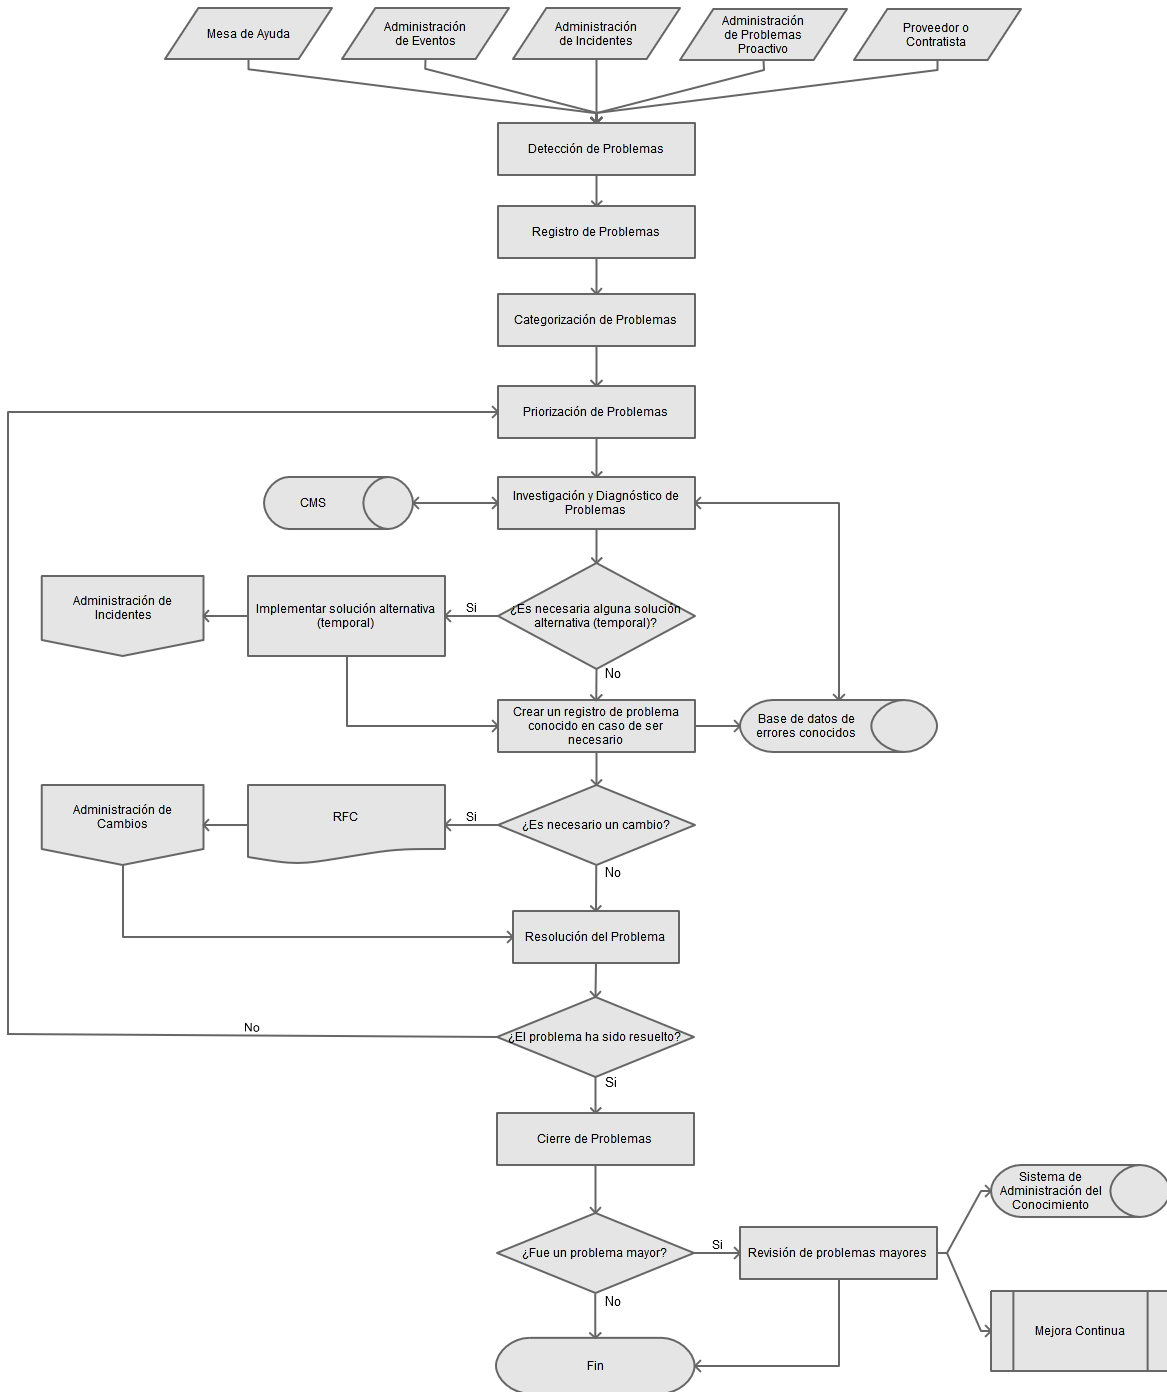 Mesa de Ayuda
Administración
de Eventos
Administración
de Incidentes
Administración
de Problemas
Proactivo
Proveedor o
Contratista
Detección de Problemas
Registro de Problemas
Categorización de Problemas
Priorización de Problemas
CMS
Investigación y Diagnóstico de
Problemas
Administración de
Incidentes
Implementar solución alternativa
(temporal)
Si
¿Es necesaria alguna solución
alternativa (temporal)?
No
Crear un registro de problema
conocido en caso de ser
necesario
Base de datos de
errores conocidos
Administración de
Cambios
RFC
Si
¿Es necesario un cambio?
No
Resolución del Problema
No
¿El problema ha sido resuelto?
Si
Cierre de Problemas
Sistema de
Administración del
Conocimiento
¿Fue un problema mayor?
Si
Revisión de problemas mayores
No
Mejora Continua
Fin